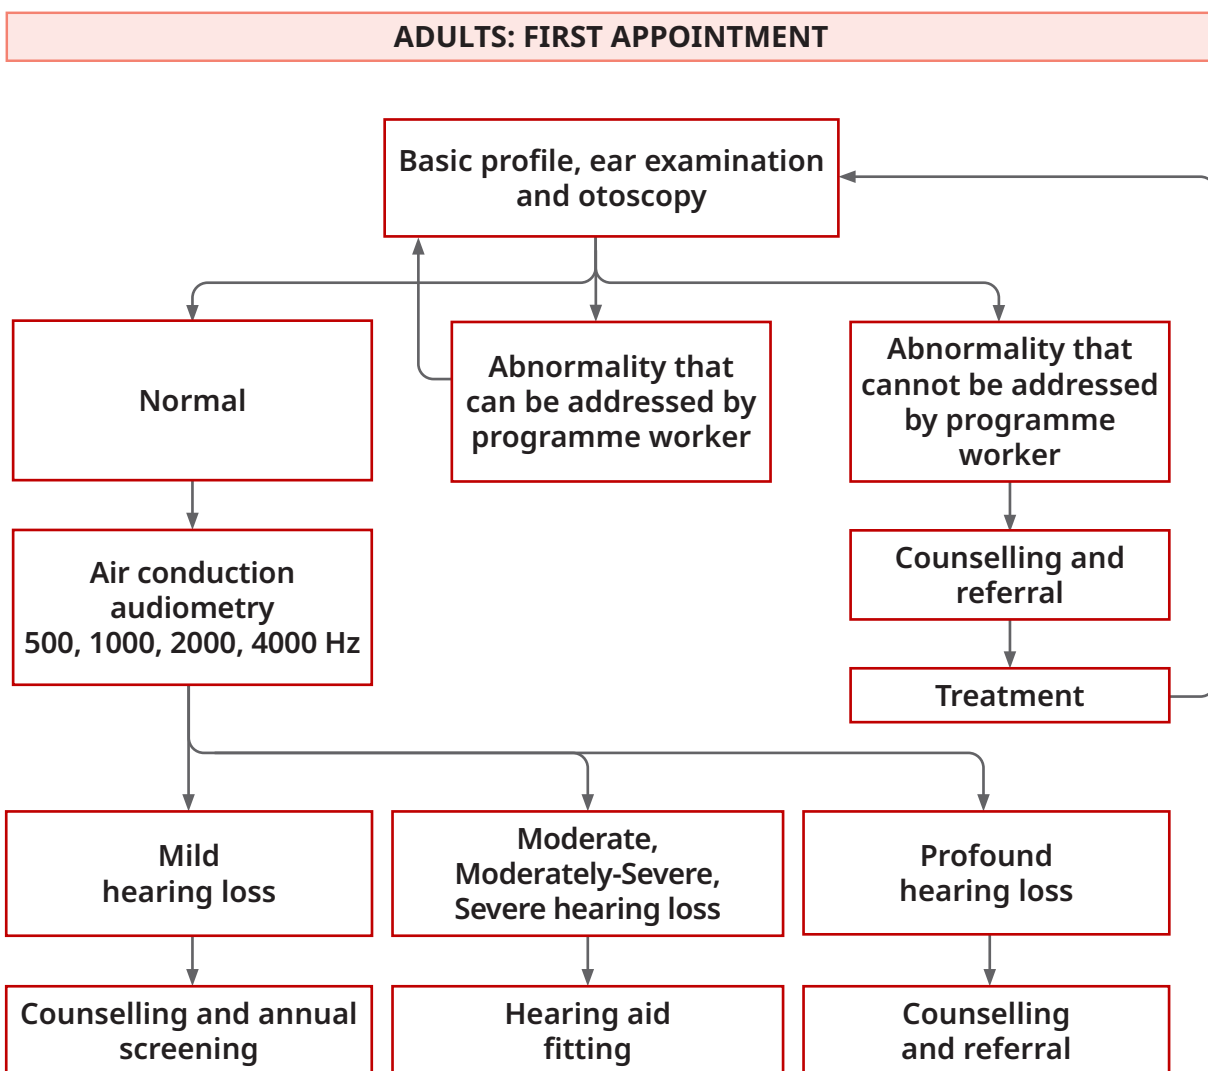 ADULTS: FIRST APPOINTMENT
Basic profile, ear examination
and otoscopy
Normal
Abnormality that
can be addressed by
programme worker
Abnormality that
cannot be addressed
by programme
worker
Air conduction
audiometry
500, 1000, 2000, 4000 Hz
Counselling and
referral
Treatment
Mild
hearing loss
Moderate,
Moderately-Severe,
Severe hearing loss
Profound
hearing loss
Counselling and annual
screening
Hearing aid
fitting
Counselling
and referral